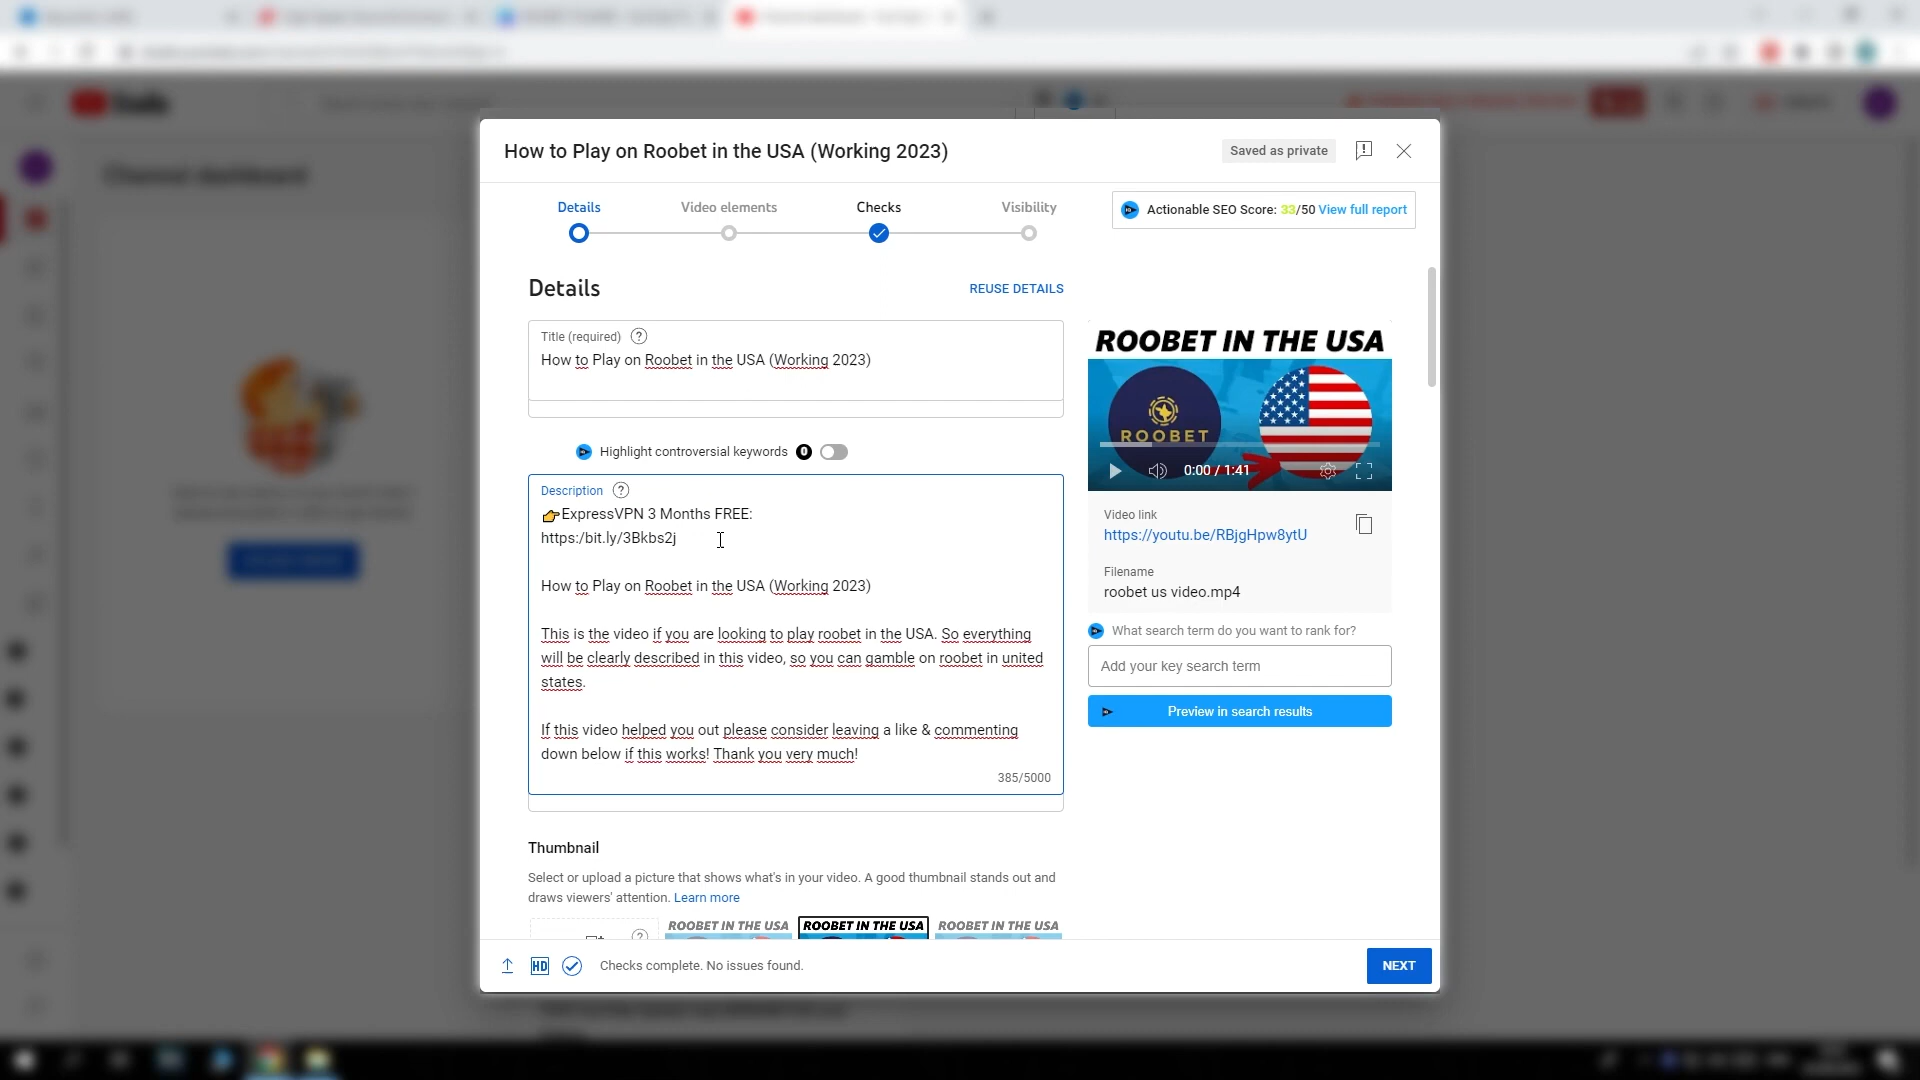 How to Play on Roobet in the USA (Working 2023)
Saved as private
Details
Video elements
Checks
Visibility
Actionable SEO Score: 33/50 View full report
Details
REUSE DETAILS
Title (required)
How to Play on Roobet in the USA (Working 2023)
ROOBET IN THE USA
ROOBET
0:00 / 1:41
Highlight controversial keywords 0
Description
👉ExpressVPN 3 Months FREE:
https:/bit.ly/3Bkbs2j
How to Play on Roobet in the USA (Working 2023)
This is the video if you are looking to play roobet in the USA. So everything
will be clearly described in this video, so you can gamble on roobet in united
states.
If this video helped you out please consider leaving a like & commenting
down below if this works! Thank you very much!
385/5000
Video link
https://youtu.be/RBjgHpw8ytU
Filename
roobet us video.mp4
What search term do you want to rank for?
Add your key search term
Preview in search results
Thumbnail
Select or upload a picture that shows what's in your video. A good thumbnail stands out and
draws viewers' attention. Learn more
ROOBET IN THE USA
ROOBET IN THE USA
ROOBET IN THE USA
HD
Checks complete. No issues found.
NEXT
Channel dashboard